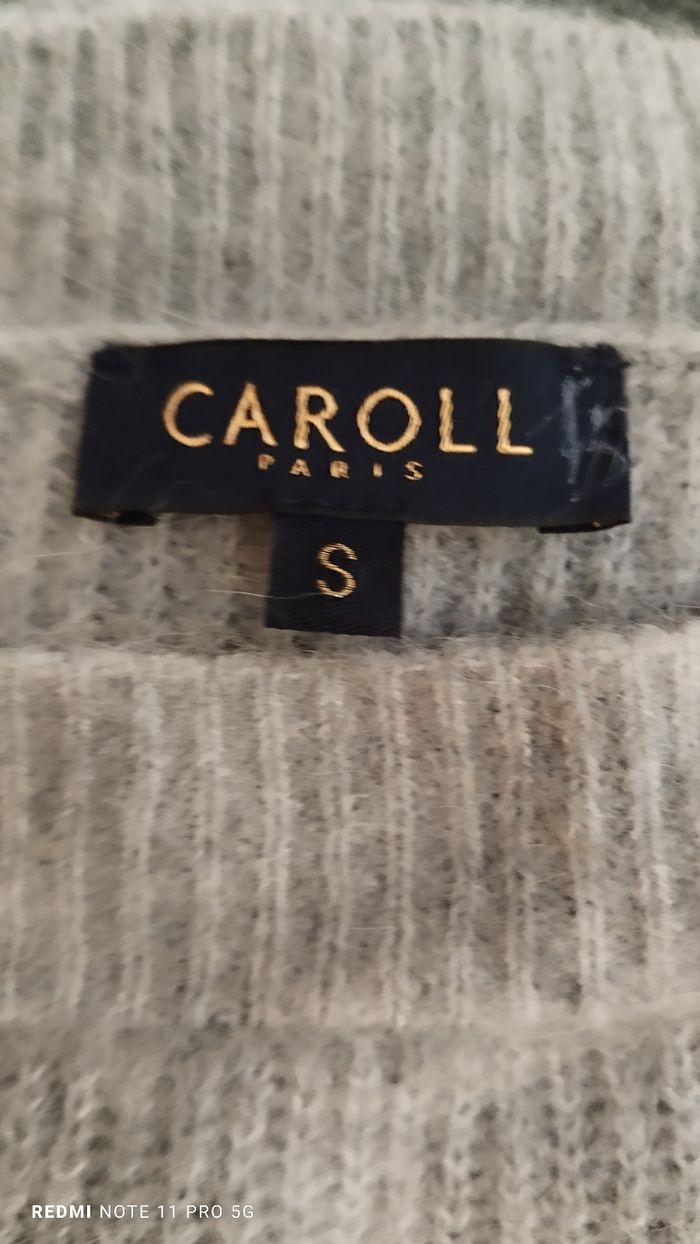 CAROLL
PARIS
S
REDMI NOTE 11 PRO 5G